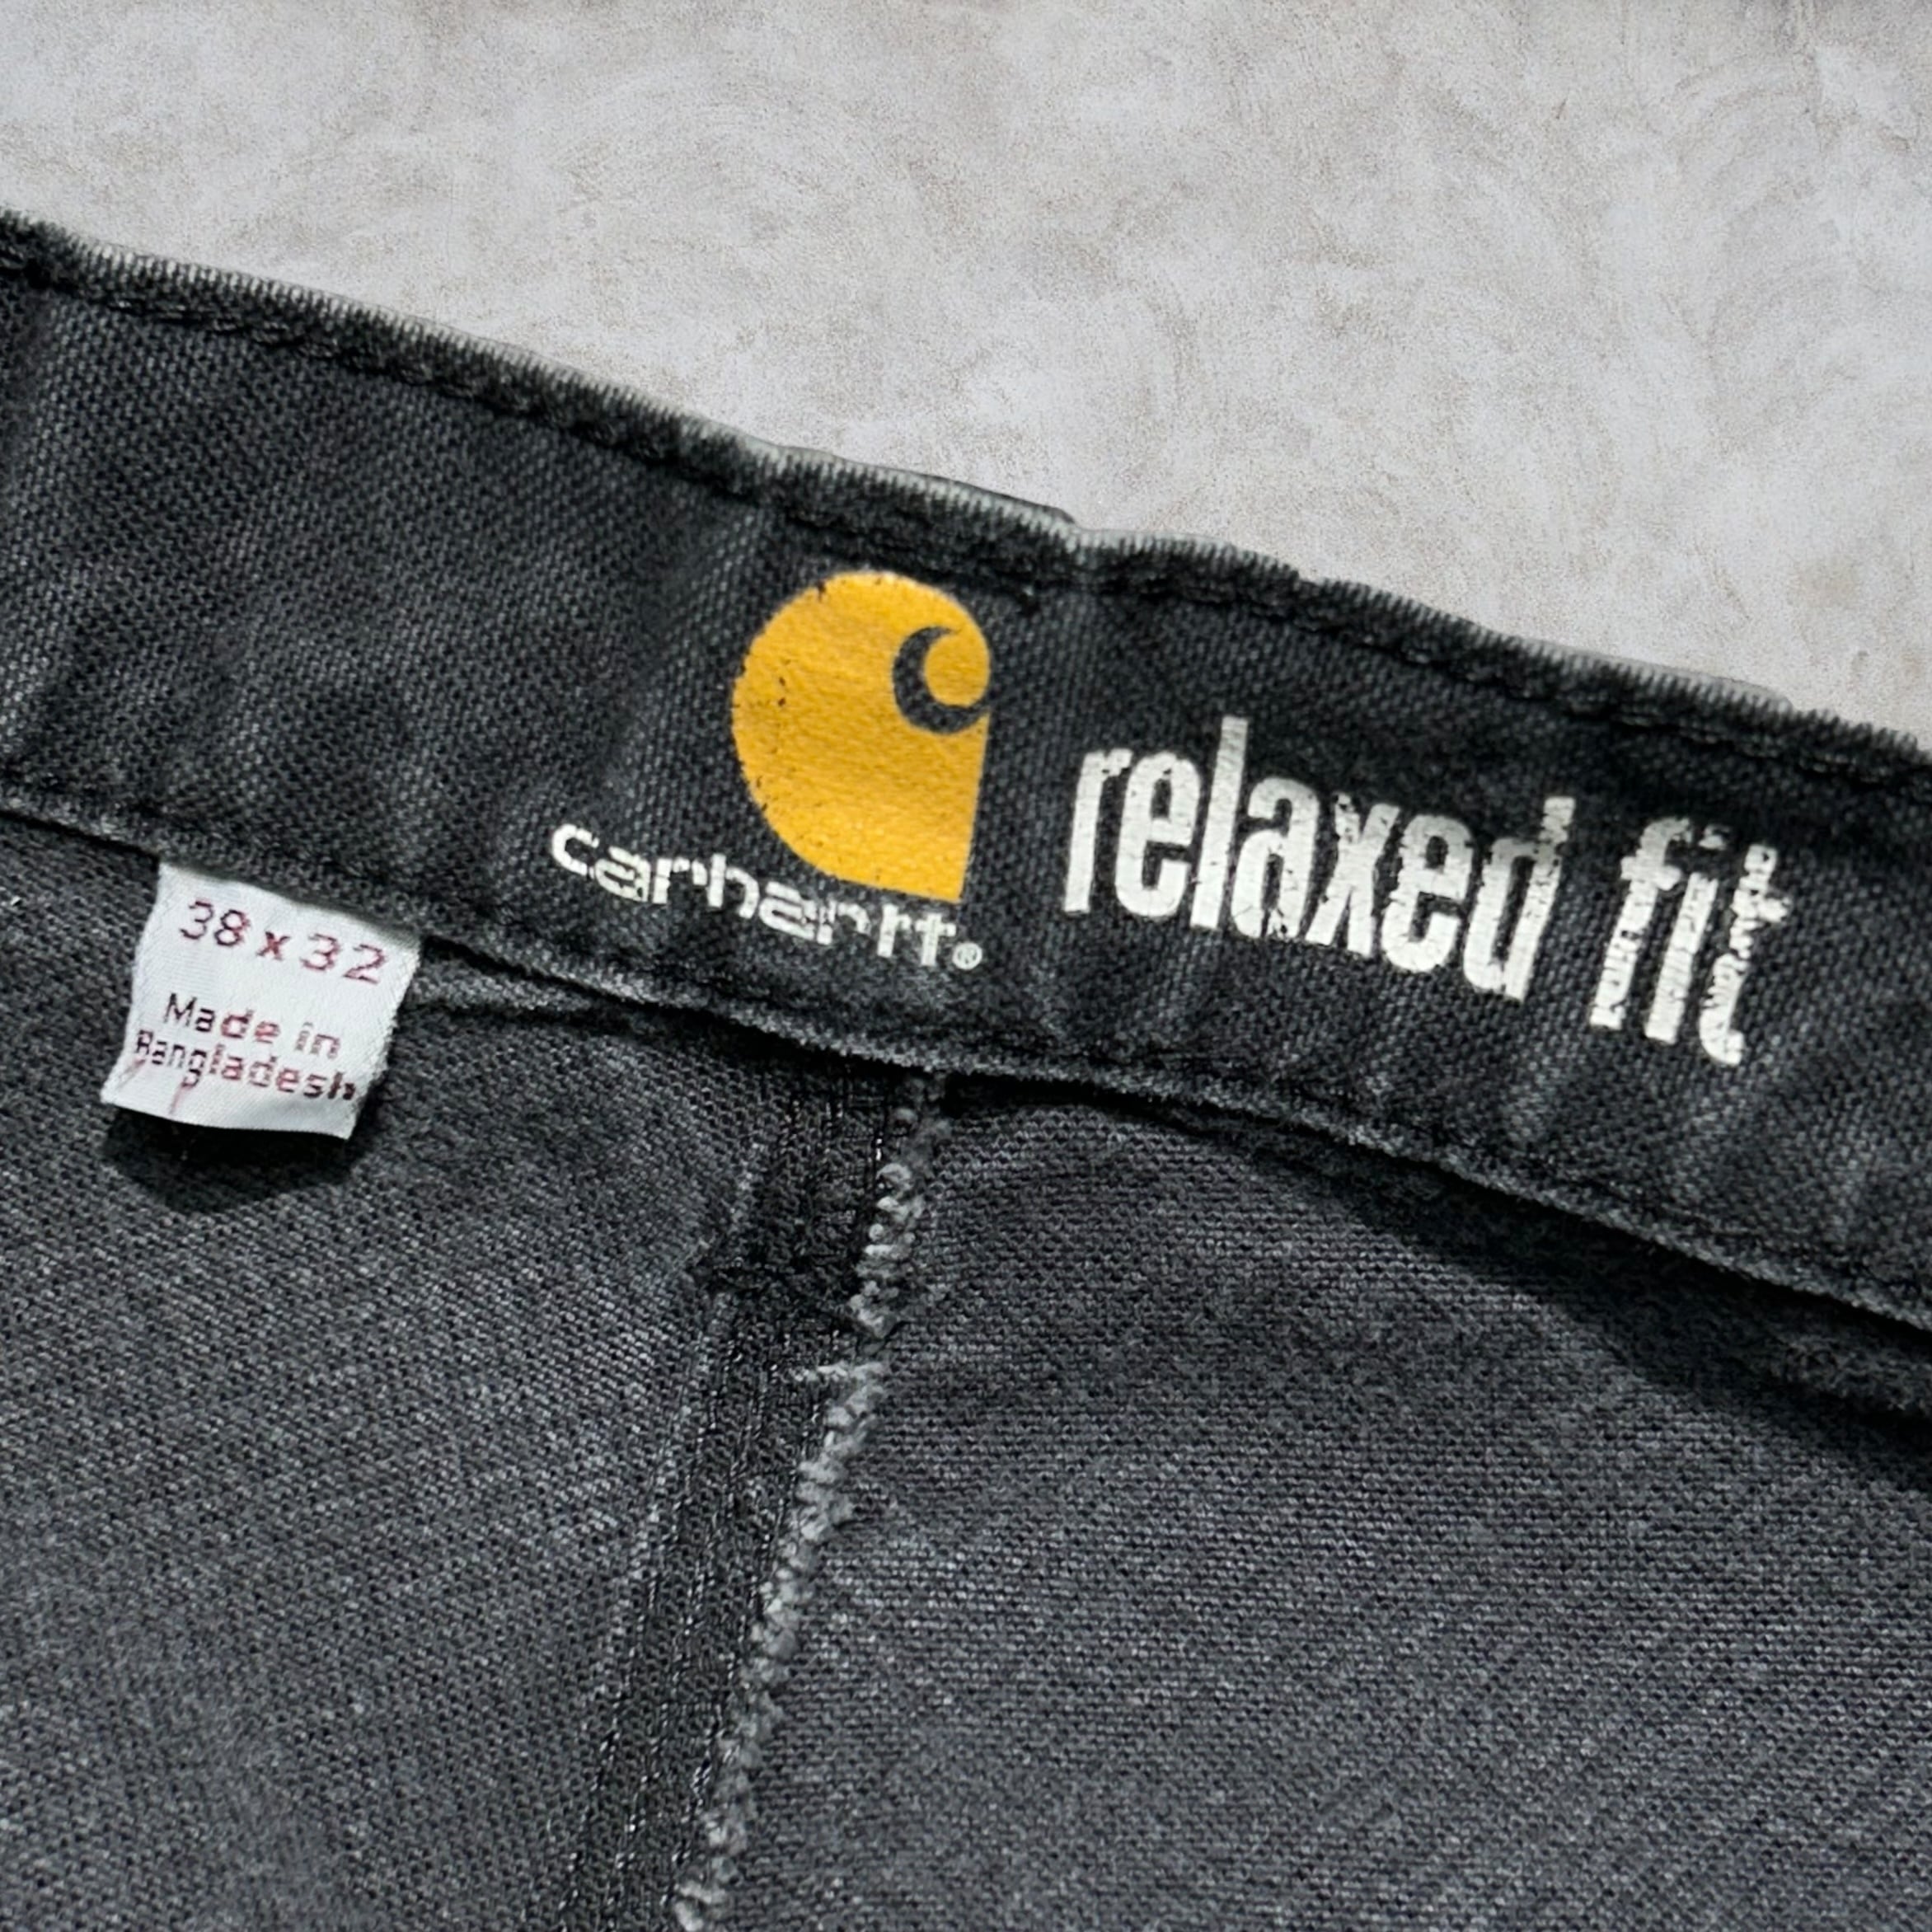 carhartt®
relaxed fit
38 x 32
Made in
Bangladesh